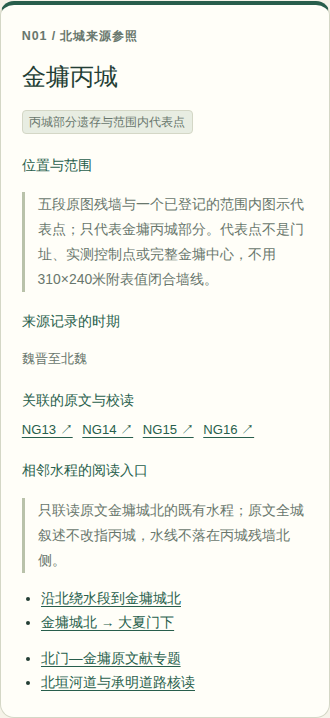 N01 / 北城来源参照
金墉丙城
丙城部分遗存与范围内代表点
位置与范围
五段原图残墙与一个已登记的范围内图示代
表点；只代表金墉丙城部分。代表点不是门
址、实测控制点或完整金墉中心，不用
310×240米附表值闭合墙线。
来源记录的时期
魏晋至北魏
关联的原文与校读
NG13 ↗ NG14 ↗ NG15 ↗ NG16 ↗
相邻水程的阅读入口
只联读原文金墉城北的既有水程；原文全城
叙述不改指丙城，水线不落在丙城残墙北
侧。
沿北绕水段到金墉城北
金墉城北 → 大夏门下
北门—金墉原文献专题
北垣河道与承明道路核读